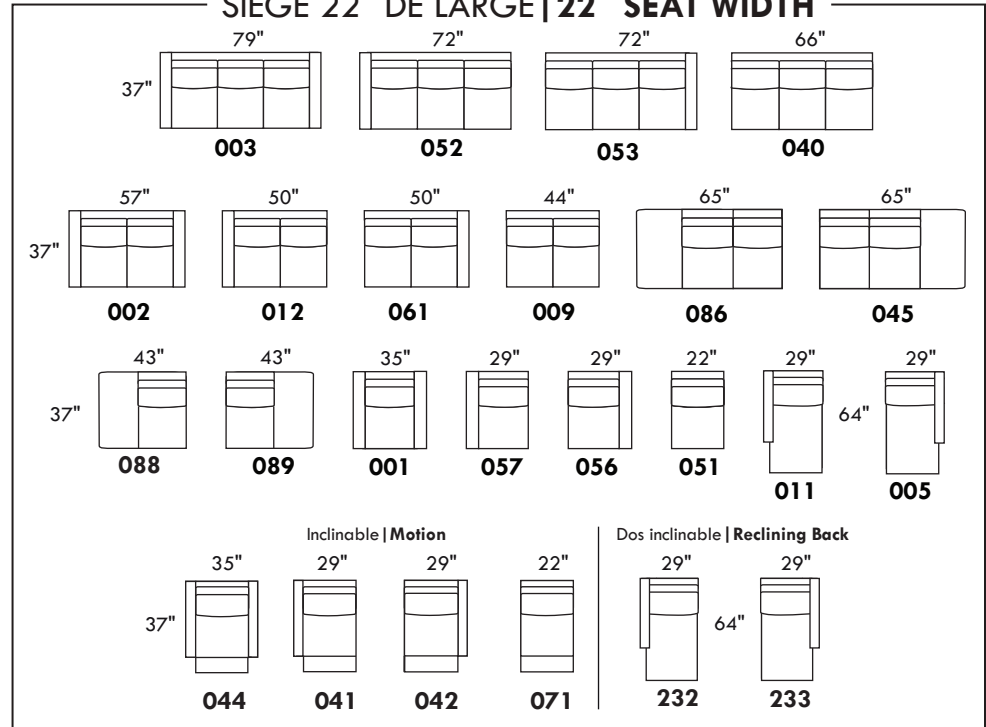 SIÈGE 22" DE LARGE | 22" SEAT WIDTH
79" 72" 72" 66"
37"
003 052 053 040
57" 50" 50" 44" 65" 65"
37"
002 012 061 009 086 045
43" 43" 35" 29" 29" 22" 29" 29"
37" 64"
088 089 001 057 056 051 011 005
Inclinable | Motion Dos inclinable | Reclining Back
35" 29" 29" 22" 29" 29"
37" 64"
044 041 042 071 232 233